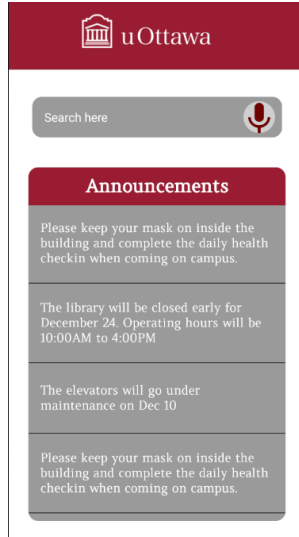 uOttawa
Search here
Announcements
Please keep your mask on inside the
building and complete the daily health
checkin when coming on campus.
The library will be closed early for
December 24. Operating hours will be
10:00AM to 4:00PM
The elevators will go under
maintenance on Dec 10
Please keep your mask on inside the
building and complete the daily health
checkin when coming on campus.